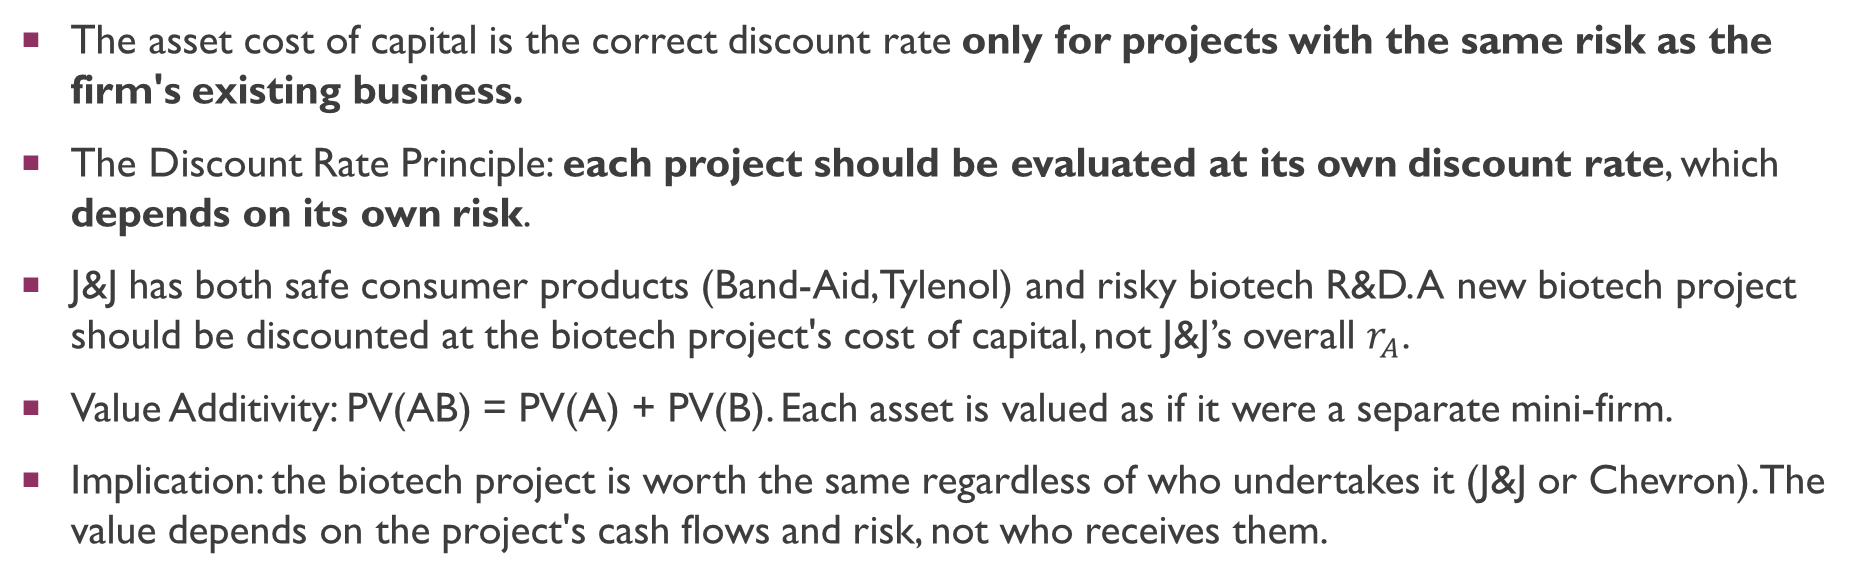 ▪ The asset cost of capital is the correct discount rate only for projects with the same risk as the
firm's existing business.
▪ The Discount Rate Principle: each project should be evaluated at its own discount rate, which
depends on its own risk.
▪ J&J has both safe consumer products (Band-Aid, Tylenol) and risky biotech R&D. A new biotech project
should be discounted at the biotech project's cost of capital, not J&J’s overall r_A.
▪ Value Additivity: PV(AB) = PV(A) + PV(B). Each asset is valued as if it were a separate mini-firm.
▪ Implication: the biotech project is worth the same regardless of who undertakes it (J&J or Chevron). The
value depends on the project's cash flows and risk, not who receives them.